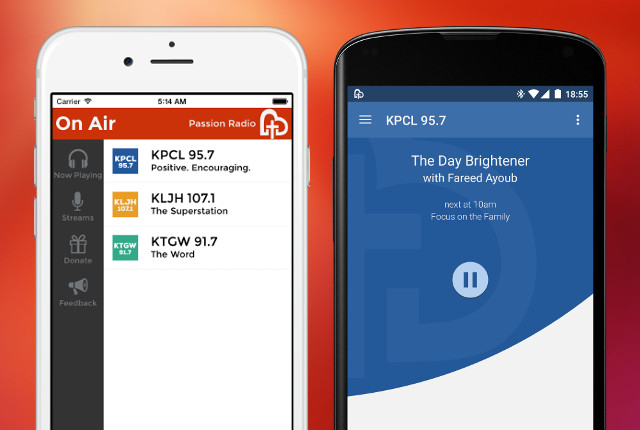 Carrier
5:14 AM
On Air
Passion Radio
Now Playing
Streams
Donate
Feedback
KPCL
95.7
KPCL 95.7
Positive. Encouraging.
KLJH
107.1
KLJH 107.1
The Superstation
KTGW
91.7
KTGW 91.7
The Word
18:55
KPCL 95.7
The Day Brightener
with Fareed Ayoub
next at 10am
Focus on the Family